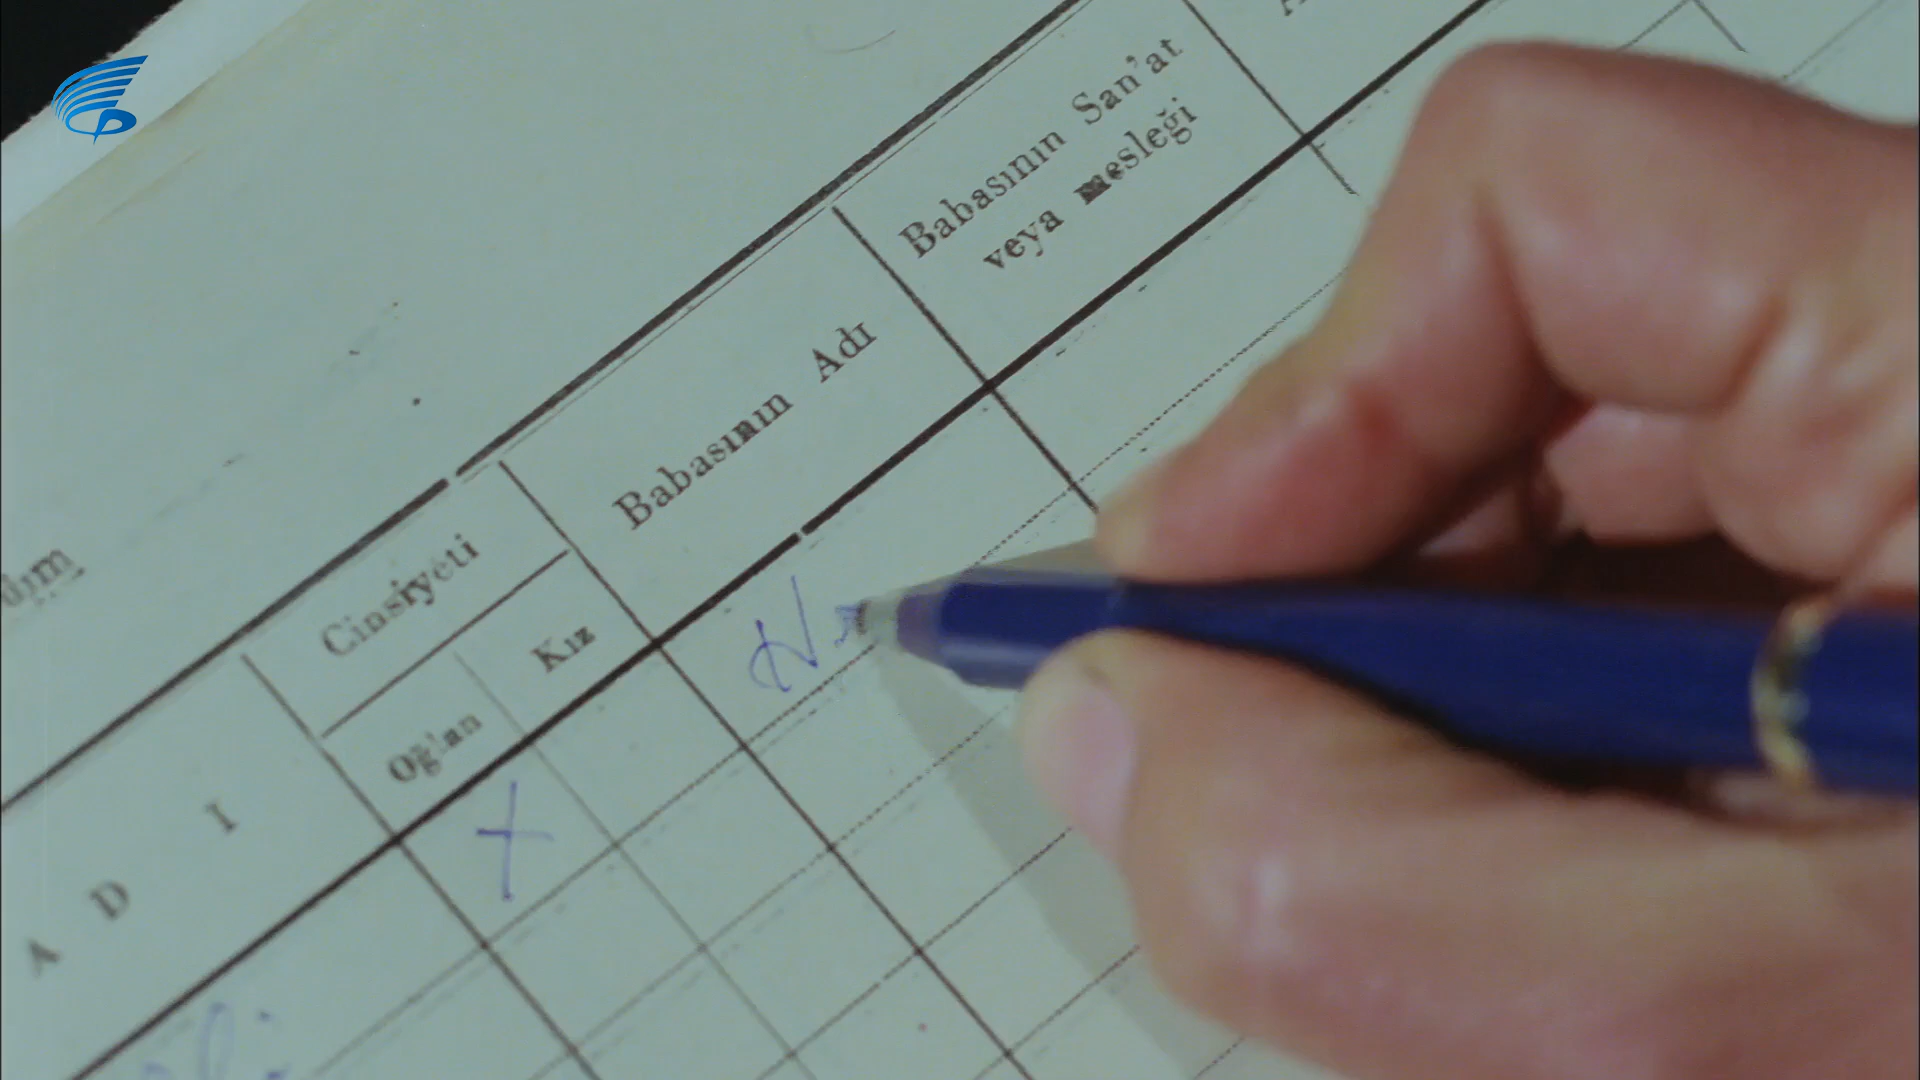 A D I
Cinsiyeti
Oğlan
Kız
Babasının Adı
Babasının San'at
veya mesleği
X